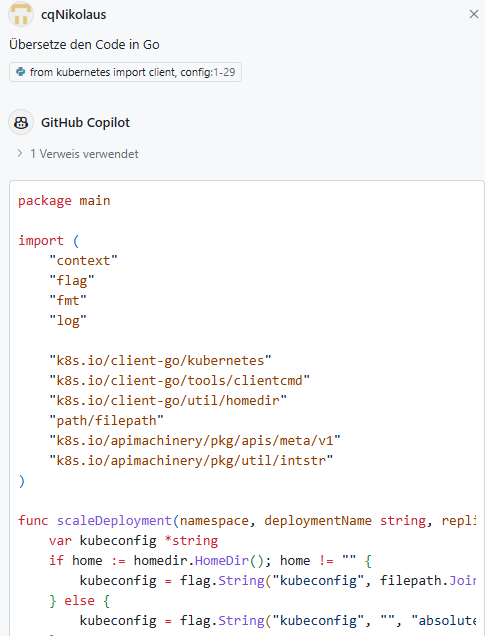 cqNikolaus
Übersetze den Code in Go
from kubernetes import client, config:1-29
GitHub Copilot
1 Verweis verwendet
package main
import (
    "context"
    "flag"
    "fmt"
    "log"
    "k8s.io/client-go/kubernetes"
    "k8s.io/client-go/tools/clientcmd"
    "k8s.io/client-go/util/homedir"
    "path/filepath"
    "k8s.io/apimachinery/pkg/apis/meta/v1"
    "k8s.io/apimachinery/pkg/util/intstr"
)
func scaleDeployment(namespace, deploymentName string, repli
    var kubeconfig *string
    if home := homedir.HomeDir(); home != "" {
        kubeconfig = flag.String("kubeconfig", filepath.Join
    } else {
        kubeconfig = flag.String("kubeconfig", "", "absolute